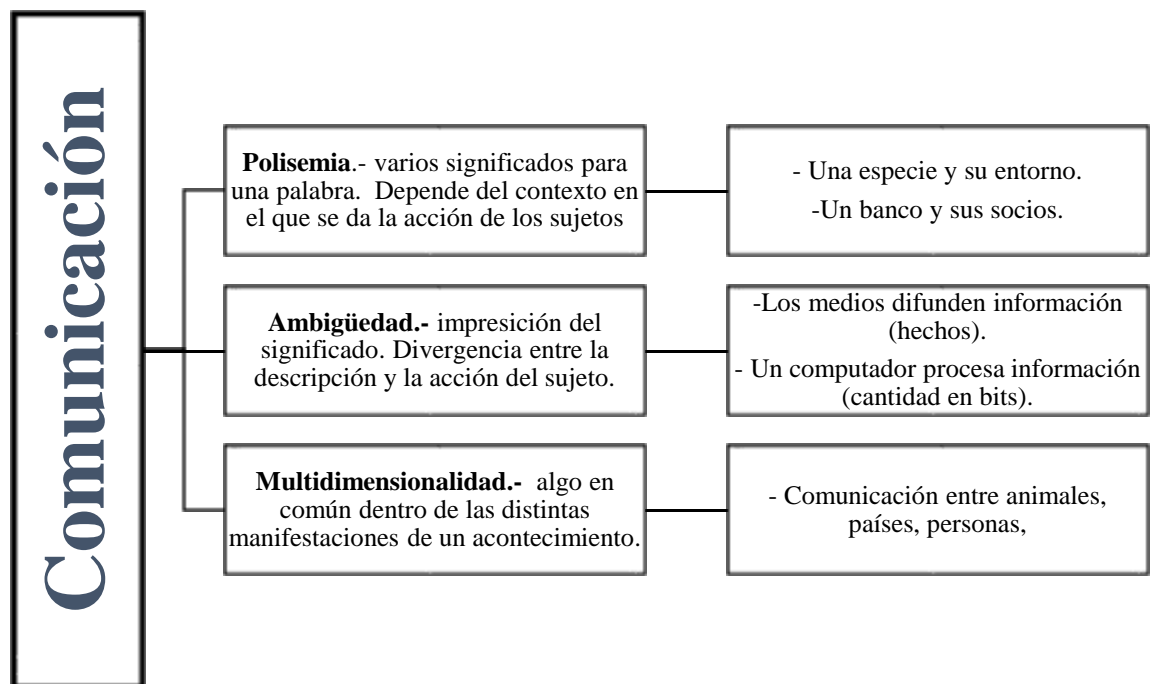 Comunicación
Polisemia.- varios significados para
una palabra. Depende del contexto en
el que se da la acción de los sujetos
- Una especie y su entorno.
-Un banco y sus socios.
Ambigüedad.- impresición del
significado. Divergencia entre la
descripción y la acción del sujeto.
-Los medios difunden información
(hechos).
- Un computador procesa información
(cantidad en bits).
Multidimensionalidad.- algo en
común dentro de las distintas
manifestaciones de un acontecimiento.
- Comunicación entre animales,
países, personas,